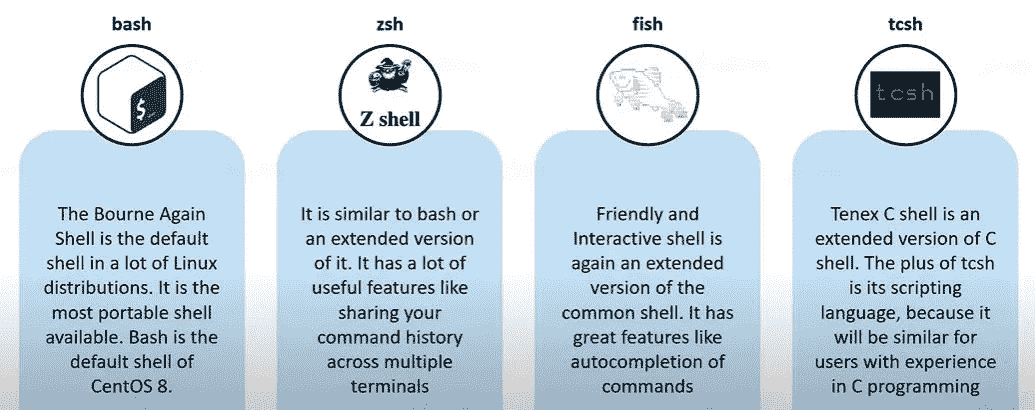 bash
zsh
fish
tcsh
$_
Z shell
tcsh
The Bourne Again
Shell is the default
shell in a lot of Linux
distributions. It is the
most portable shell
available. Bash is the
default shell of
CentOS 8.
It is similar to bash or
an extended version
of it. It has a lot of
useful features like
sharing your
command history
across multiple
terminals
Friendly and
Interactive shell is
again an extended
version of the
common shell. It has
great features like
autocompletion of
commands
Tenex C shell is an
extended version of C
shell. The plus of tcsh
is its scripting
language, because it
will be similar for
users with experience
in C programming